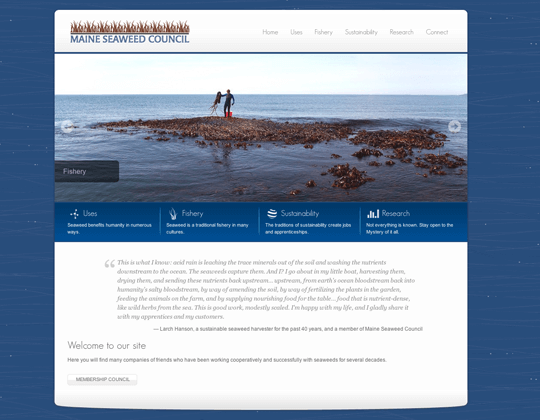 MAINE SEAWEED COUNCIL
Home Uses Fishery Sustainability Research Connect
Fishery
Uses
Seaweed benefits humanity in numerous
ways.
Fishery
Seaweed is a traditional fishery in many
cultures.
Sustainability
The traditions of sustainability create jobs
and apprenticeships.
Research
Not everything is known. Stay open to the
Mystery of it all.
“ This is what I know: acid rain is leaching the trace minerals out of the soil and washing the nutrients
downstream to the ocean. The seaweeds capture them. And I? I go about in my little boat, harvesting them,
drying them, and sending these nutrients back upstream... upstream, from earth's ocean bloodstream back into
humanity's salty bloodstream, by way of amending the soil, by way of fertilizing the plants in the garden,
feeding the animals on the farm, and by supplying nourishing food for the table... food that is nutrient-dense,
like wild herbs from the sea. This is good work, modestly scaled. I'm happy with my life, and I gladly share it
with my apprentices and my customers.
— Larch Hanson, a sustainable seaweed harvester for the past 40 years, and a member of Maine Seaweed Council
Welcome to our site
Here you will find many companies of friends who have been working cooperatively and successfully with seaweeds for several decades.
MEMBERSHIP COUNCIL